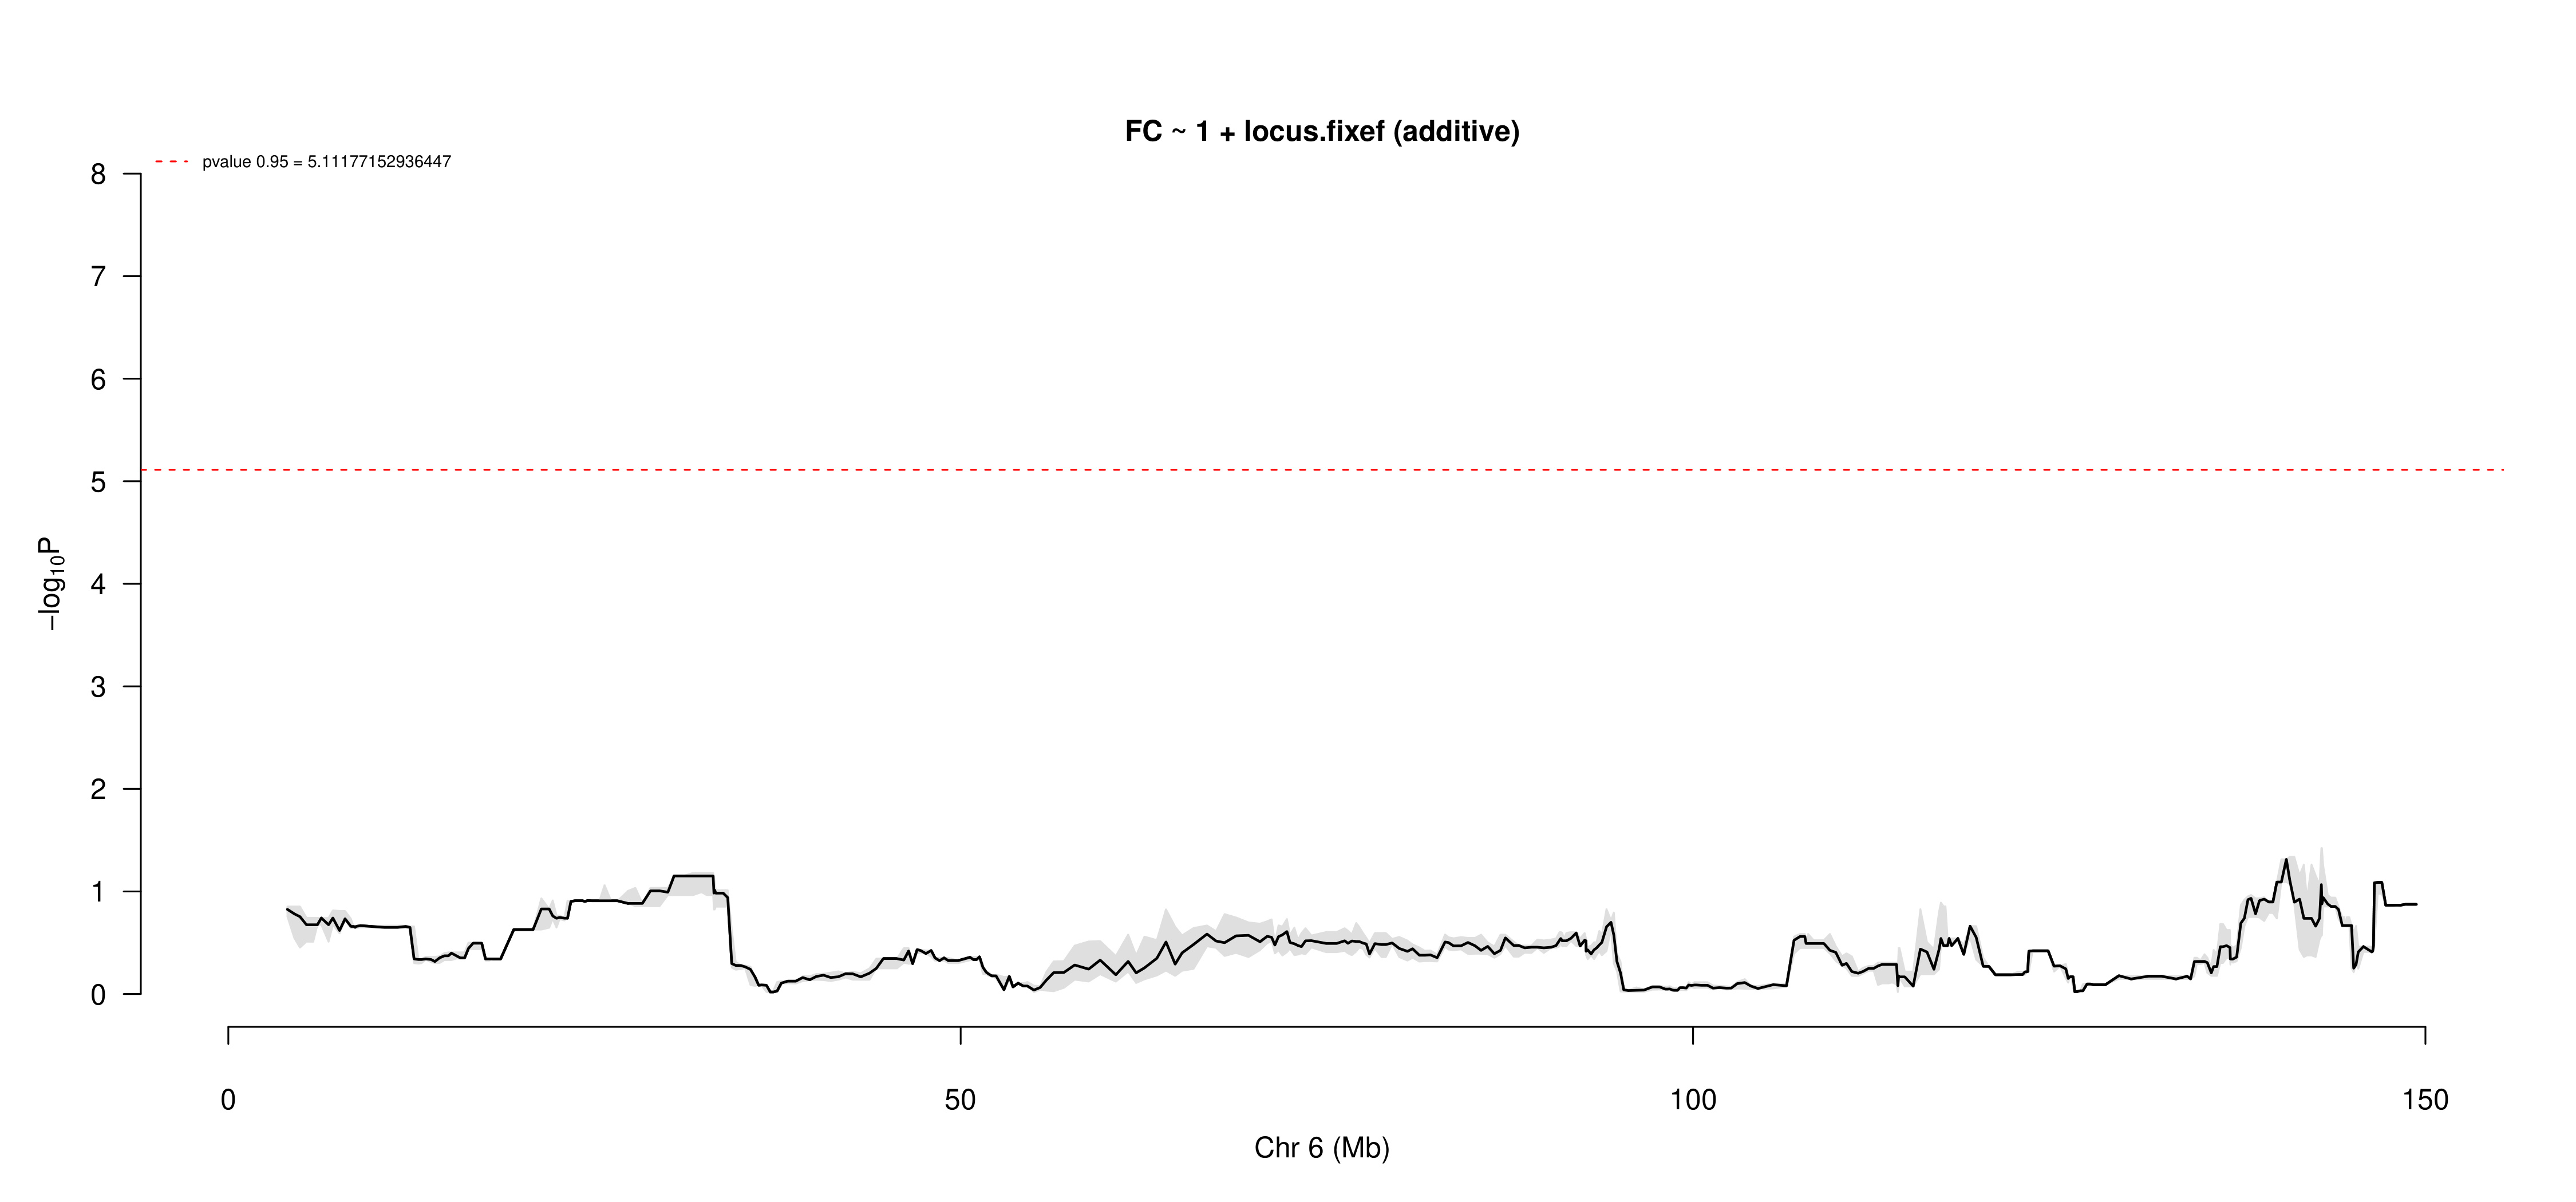 FC ~ 1 + locus.fixef (additive)
pvalue 0.95 = 5.11177152936447
8
7
6
5
4
3
2
1
0
−log10P
0 50 100 150
Chr 6 (Mb)